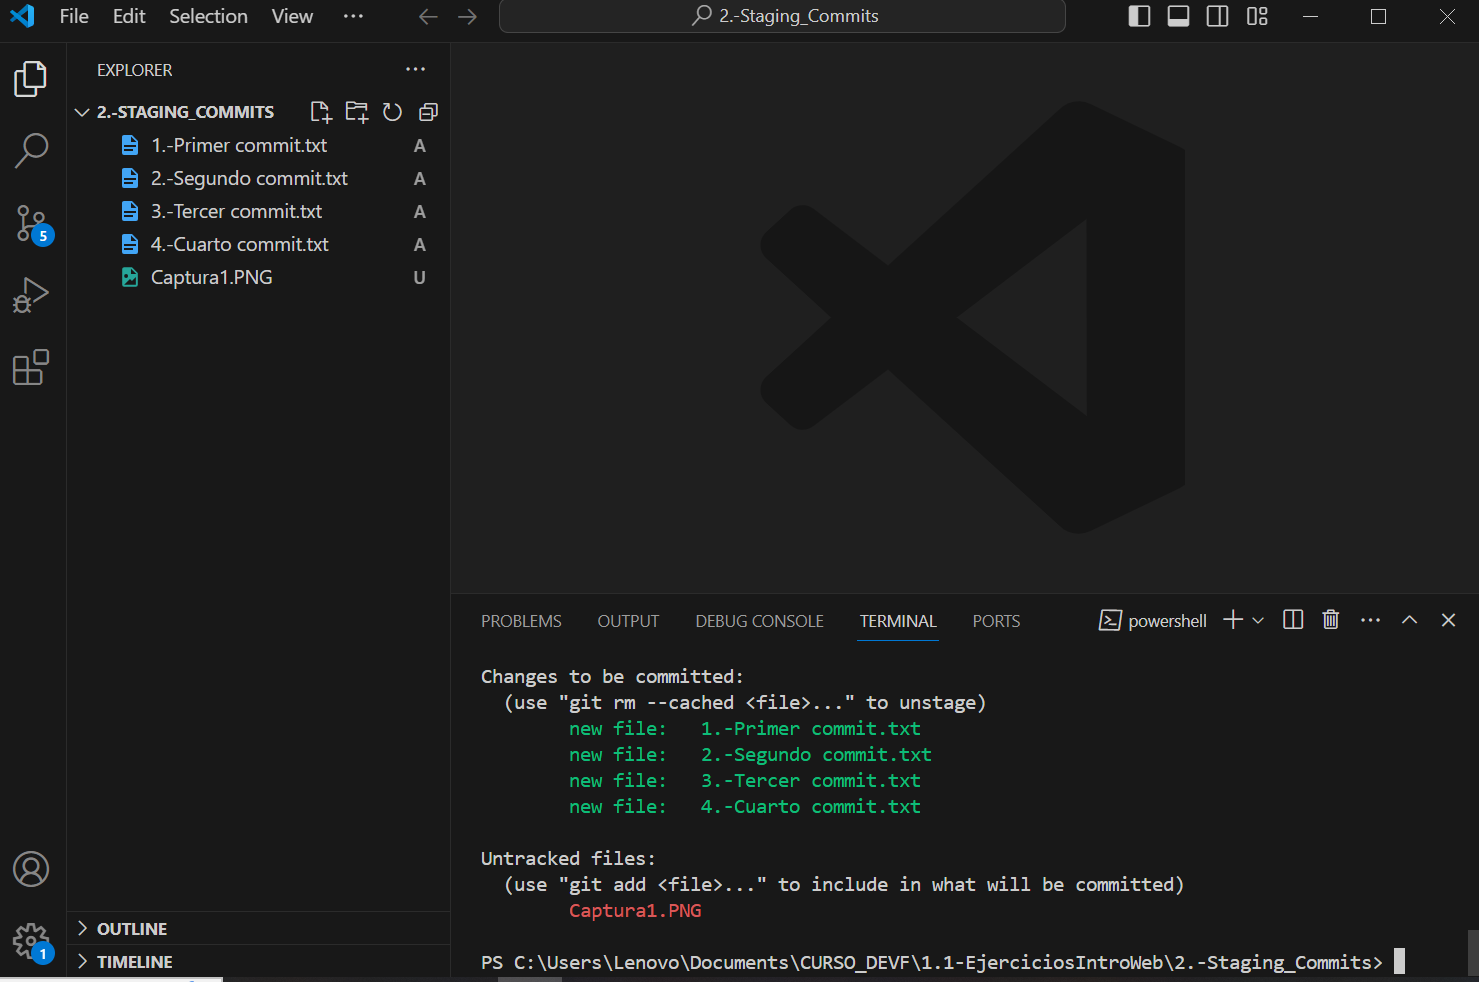 File Edit Selection View ... 2.-Staging_Commits
EXPLORER ...
2.-STAGING_COMMITS
1.-Primer commit.txt A
2.-Segundo commit.txt A
3.-Tercer commit.txt A
4.-Cuarto commit.txt A
Captura1.PNG U
5
1
OUTLINE
TIMELINE
PROBLEMS OUTPUT DEBUG CONSOLE TERMINAL PORTS powershell ...
Changes to be committed:
(use "git rm --cached <file>..." to unstage)
new file: 1.-Primer commit.txt
new file: 2.-Segundo commit.txt
new file: 3.-Tercer commit.txt
new file: 4.-Cuarto commit.txt
Untracked files:
(use "git add <file>..." to include in what will be committed)
Captura1.PNG
PS C:\Users\Lenovo\Documents\CURSO_DEVF\1.1-EjerciciosIntroWeb\2.-Staging_Commits>